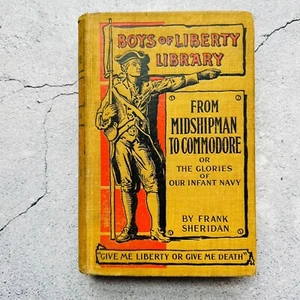 BOYS OF LIBERTY
LIBRARY
FROM
MIDSHIPMAN
TO COMMODORE
OR
THE GLORIES
OF
OUR INFANT NAVY
BY FRANK
SHERIDAN
"GIVE ME LIBERTY OR GIVE ME DEATH"